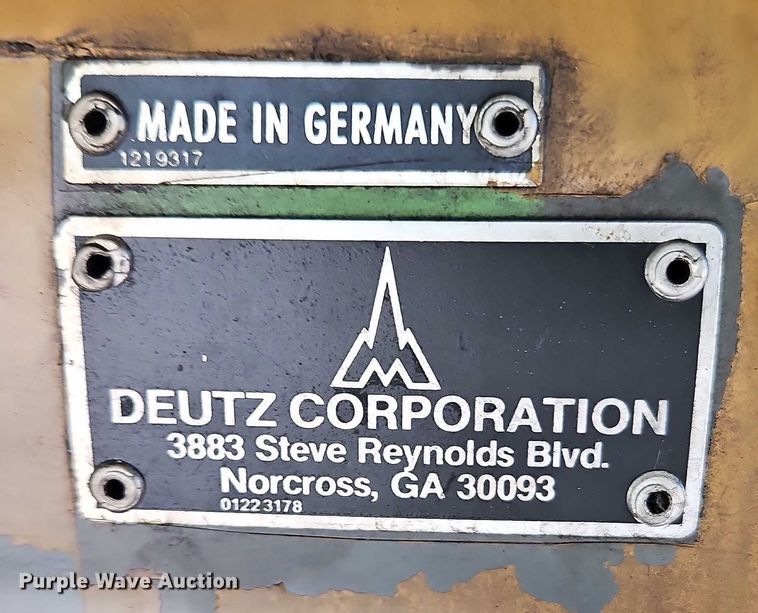 MADE IN GERMANY
1219317
DEUTZ CORPORATION
3883 Steve Reynolds Blvd.
Norcross, GA 30093
01223178
Purple Wave Auction